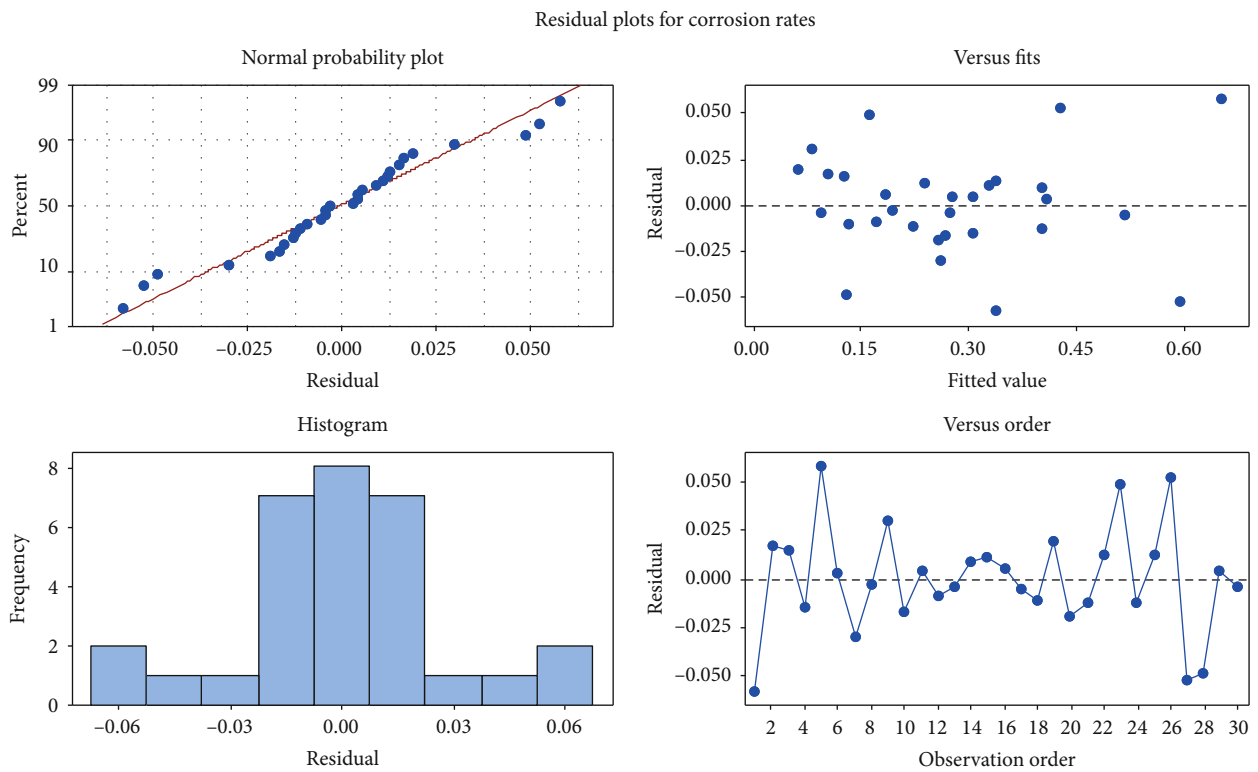 Residual plots for corrosion rates
Normal probability plot
99
90
50
10
1
Percent
−0.050 −0.025 0.000 0.025 0.050
Residual
Versus fits
0.050
0.025
0.000
−0.025
−0.050
Residual
0.00 0.15 0.30 0.45 0.60
Fitted value
Histogram
8
6
4
2
0
Frequency
−0.06 −0.03 0.00 0.03 0.06
Residual
Versus order
0.050
0.025
0.000
−0.025
−0.050
Residual
2 4 6 8 10 12 14 16 18 20 22 24 26 28 30
Observation order